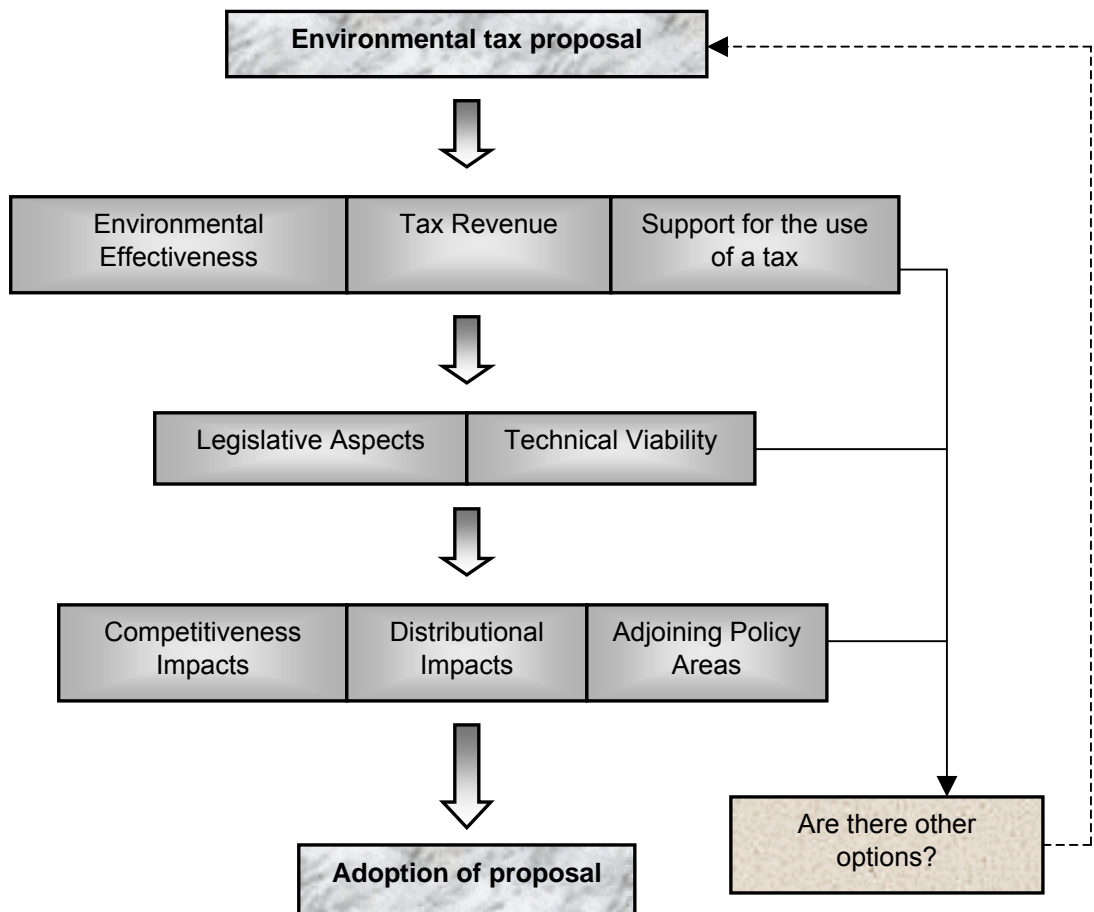 Environmental tax proposal
Environmental
Effectiveness
Tax Revenue
Support for the use
of a tax
Legislative Aspects
Technical Viability
Competitiveness
Impacts
Distributional
Impacts
Adjoining Policy
Areas
Are there other
options?
Adoption of proposal